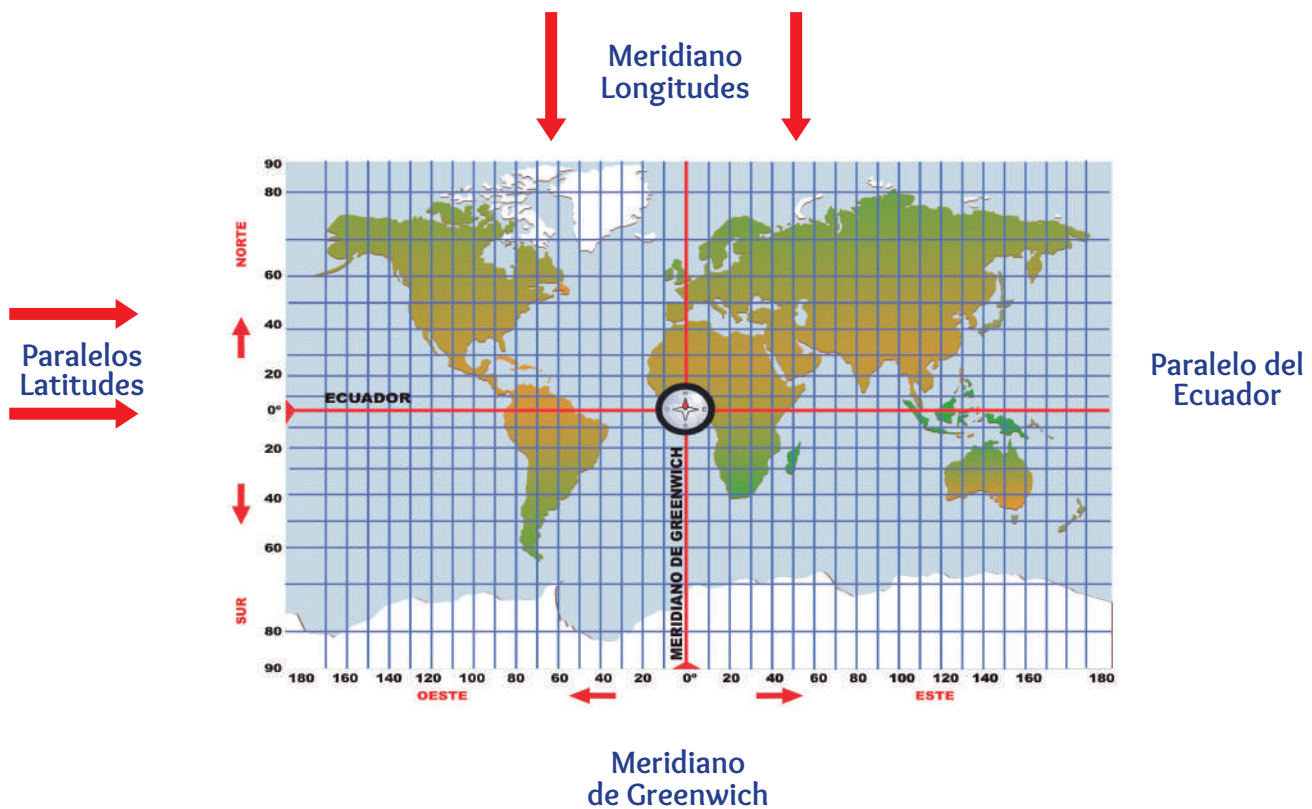 Meridiano
Longitudes
90
80
NORTE
60
40
Paralelos
Latitudes
20
ECUADOR
0°
Paralelo del
Ecuador
N
E
S
O
20
40
MERIDIANO DE GREENWICH
60
SUR
80
90
180 160 140 120 100 80 60 40 20 0° 20 40 60 80 100 120 140 160 180
OESTE
ESTE
Meridiano
de Greenwich